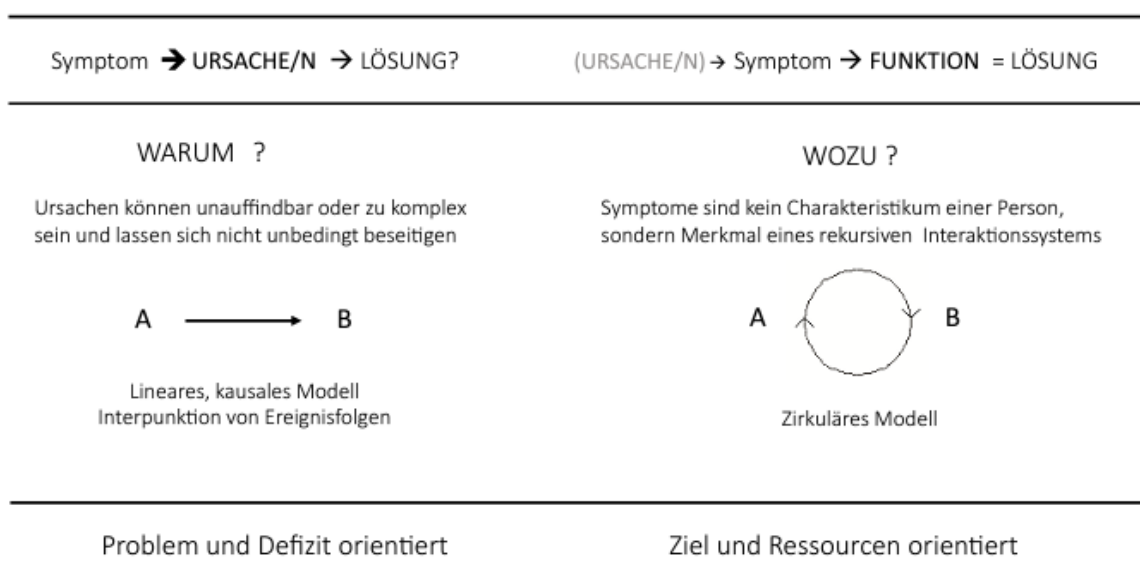 Symptom ➔ URSACHE/N → LÖSUNG?
(URSACHE/N) → Symptom → FUNKTION = LÖSUNG
WARUM ?
Ursachen können unauffindbar oder zu komplex
sein und lassen sich nicht unbedingt beseitigen
A B
Lineares, kausales Modell
Interpunktion von Ereignisfolgen
WOZU ?
Symptome sind kein Charakteristikum einer Person,
sondern Merkmal eines rekursiven Interaktionssystems
A B
Zirkuläres Modell
Problem und Defizit orientiert
Ziel und Ressourcen orientiert